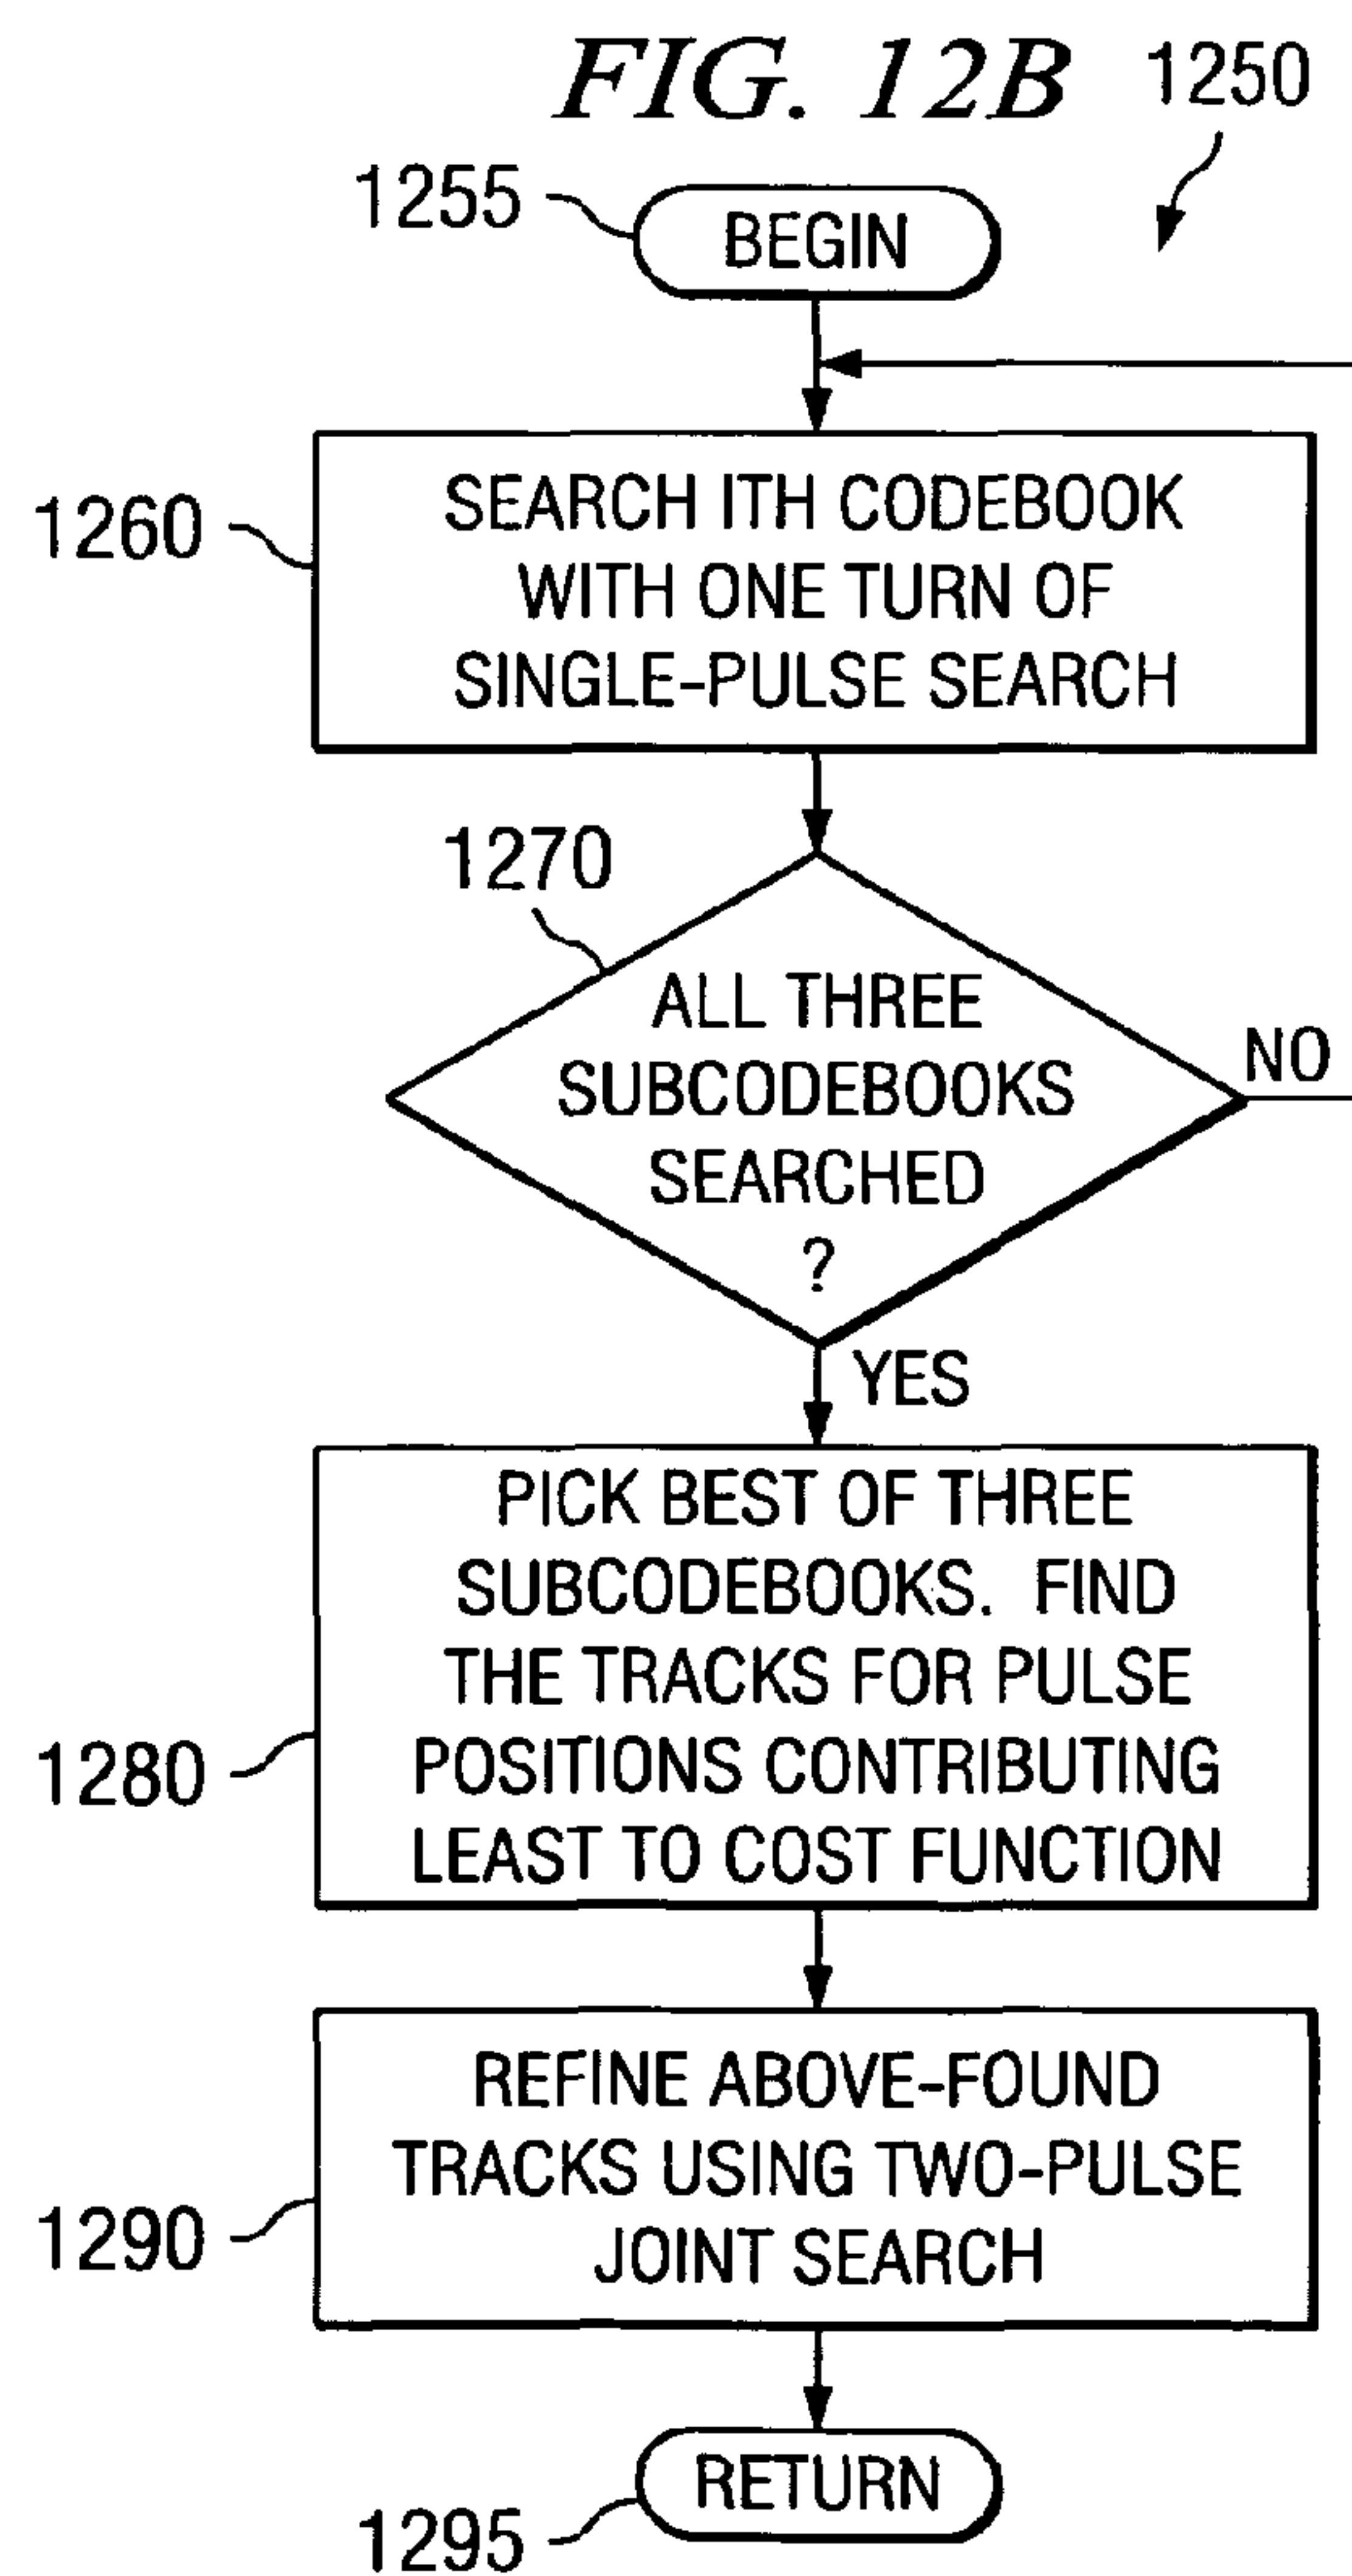 FIG. 12B
1250
1255
BEGIN
1260
SEARCH ITH CODEBOOK
WITH ONE TURN OF
SINGLE-PULSE SEARCH
1270
ALL THREE
SUBCODEBOOKS
SEARCHED
?
NO
YES
1280
PICK BEST OF THREE
SUBCODEBOOKS. FIND
THE TRACKS FOR PULSE
POSITIONS CONTRIBUTING
LEAST TO COST FUNCTION
1290
REFINE ABOVE-FOUND
TRACKS USING TWO-PULSE
JOINT SEARCH
RETURN
1295